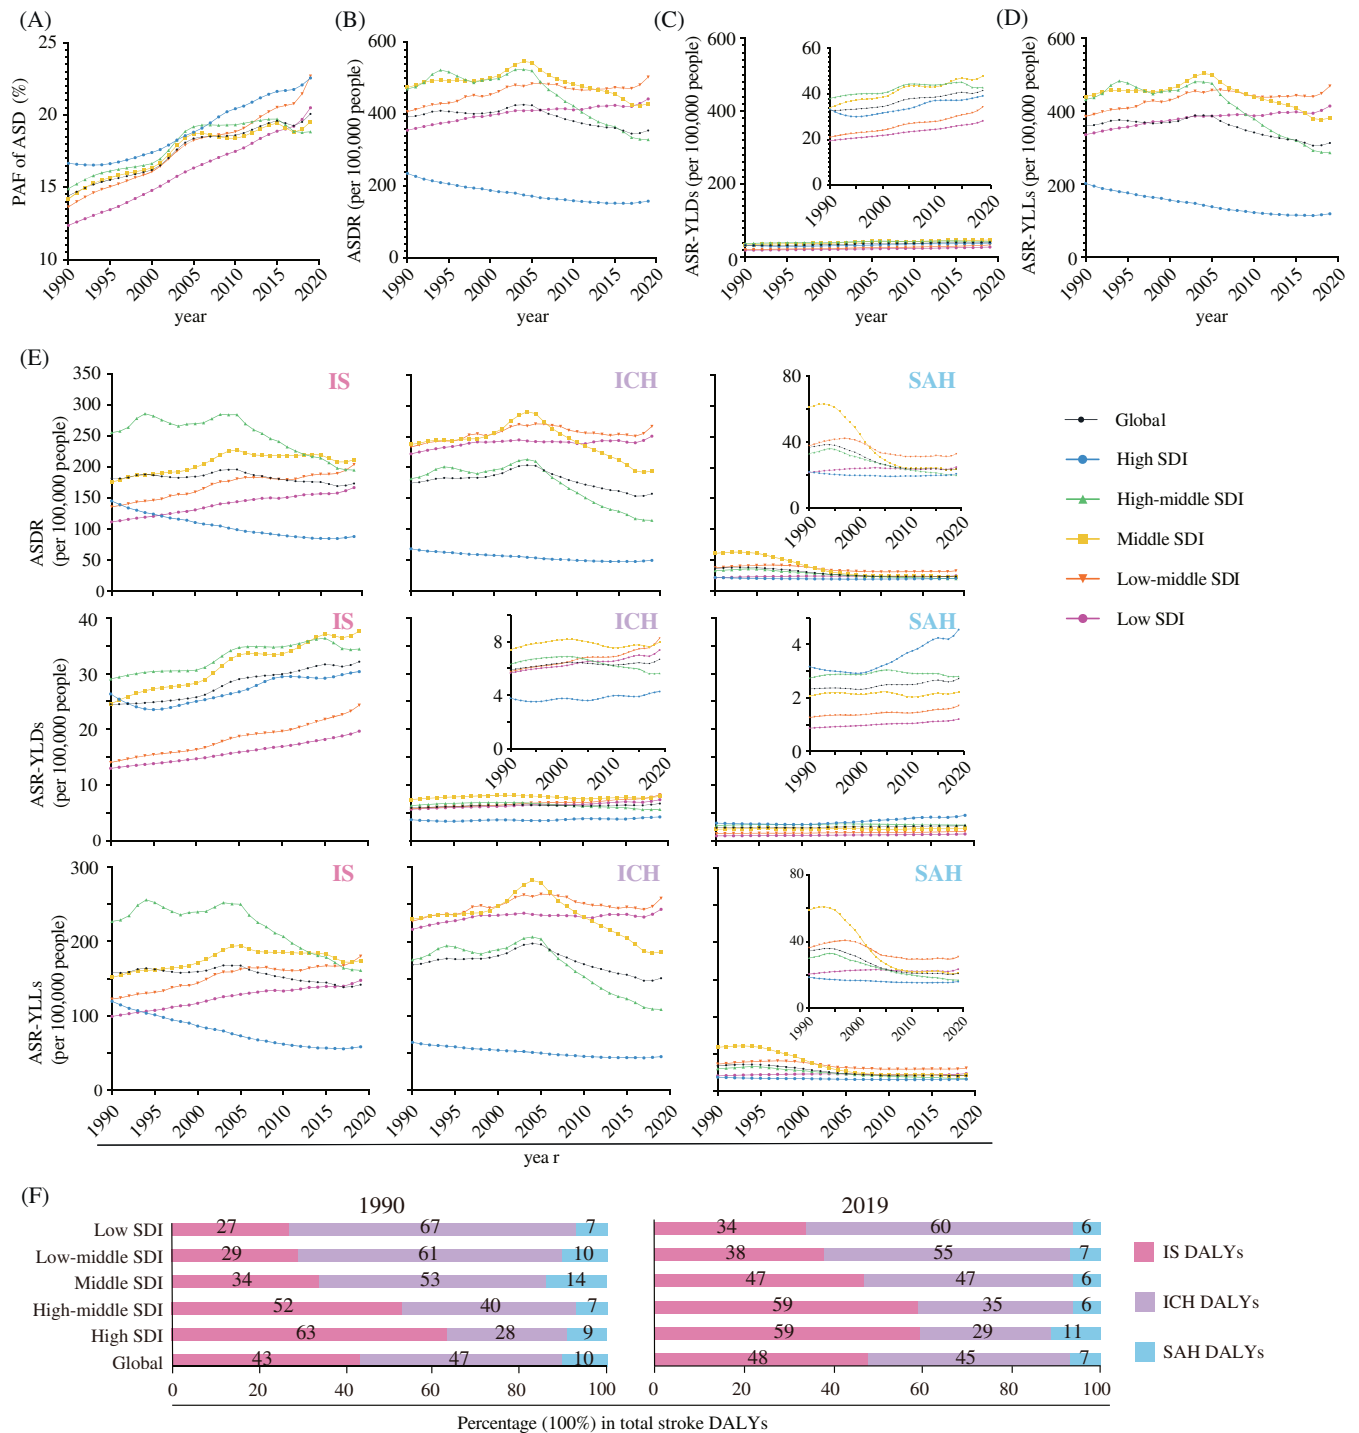 (A)
PAF of ASD (%)
25
20
15
10
1990
1995
2000
2005
2010
2015
2020
year
(B)
ASDR (per 100,000 people)
600
400
200
0
1990
1995
2000
2005
2010
2015
2020
year
(C)
ASR-YLDs (per 100,000 people)
600
400
200
0
60
40
20
0
1990
2000
2010
2020
1990
1995
2000
2005
2010
2015
2020
year
(D)
ASR-YLLs (per 100,000 people)
600
400
200
0
1990
1995
2000
2005
2010
2015
2020
year
(E)
ASDR
(per 100,000 people)
350
300
250
200
150
100
50
0
IS
ICH
SAH
80
40
0
1990
2000
2010
2020
Global
High SDI
High-middle SDI
Middle SDI
Low-middle SDI
Low SDI
ASR-YLDs
(per 100,000 people)
40
30
20
10
0
IS
ICH
8
4
0
1990
2000
2010
2020
SAH
4
2
0
1990
2000
2010
2020
ASR-YLLs
(per 100,000 people)
300
200
100
0
IS
ICH
SAH
80
40
0
1990
2000
2010
2020
1990
1995
2000
2005
2010
2015
2020
1990
1995
2000
2005
2010
2015
2020
1990
1995
2000
2005
2010
2015
2020
yea r
(F)
1990
2019
Low SDI 27 67 7 34 60 6
Low-middle SDI 29 61 10 38 55 7
Middle SDI 34 53 14 47 47 6
High-middle SDI 52 40 7 59 35 6
High SDI 63 28 9 59 29 11
Global 43 47 10 48 45 7
0 20 40 60 80 100 0 20 40 60 80 100
Percentage (100%) in total stroke DALYs
IS DALYs
ICH DALYs
SAH DALYs